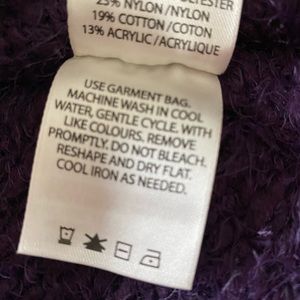 NYLON/NYLON
19% COTTON /COTON
13% ACRYLIC /ACRYLIQUE
USE GARMENT BAG.
MACHINE WASH IN COOL
WATER, GENTLE CYCLE. WITH
LIKE COLOURS. REMOVE
PROMPTLY. DO NOT BLEACH.
RESHAPE AND DRY FLAT.
COOL IRON AS NEEDED.